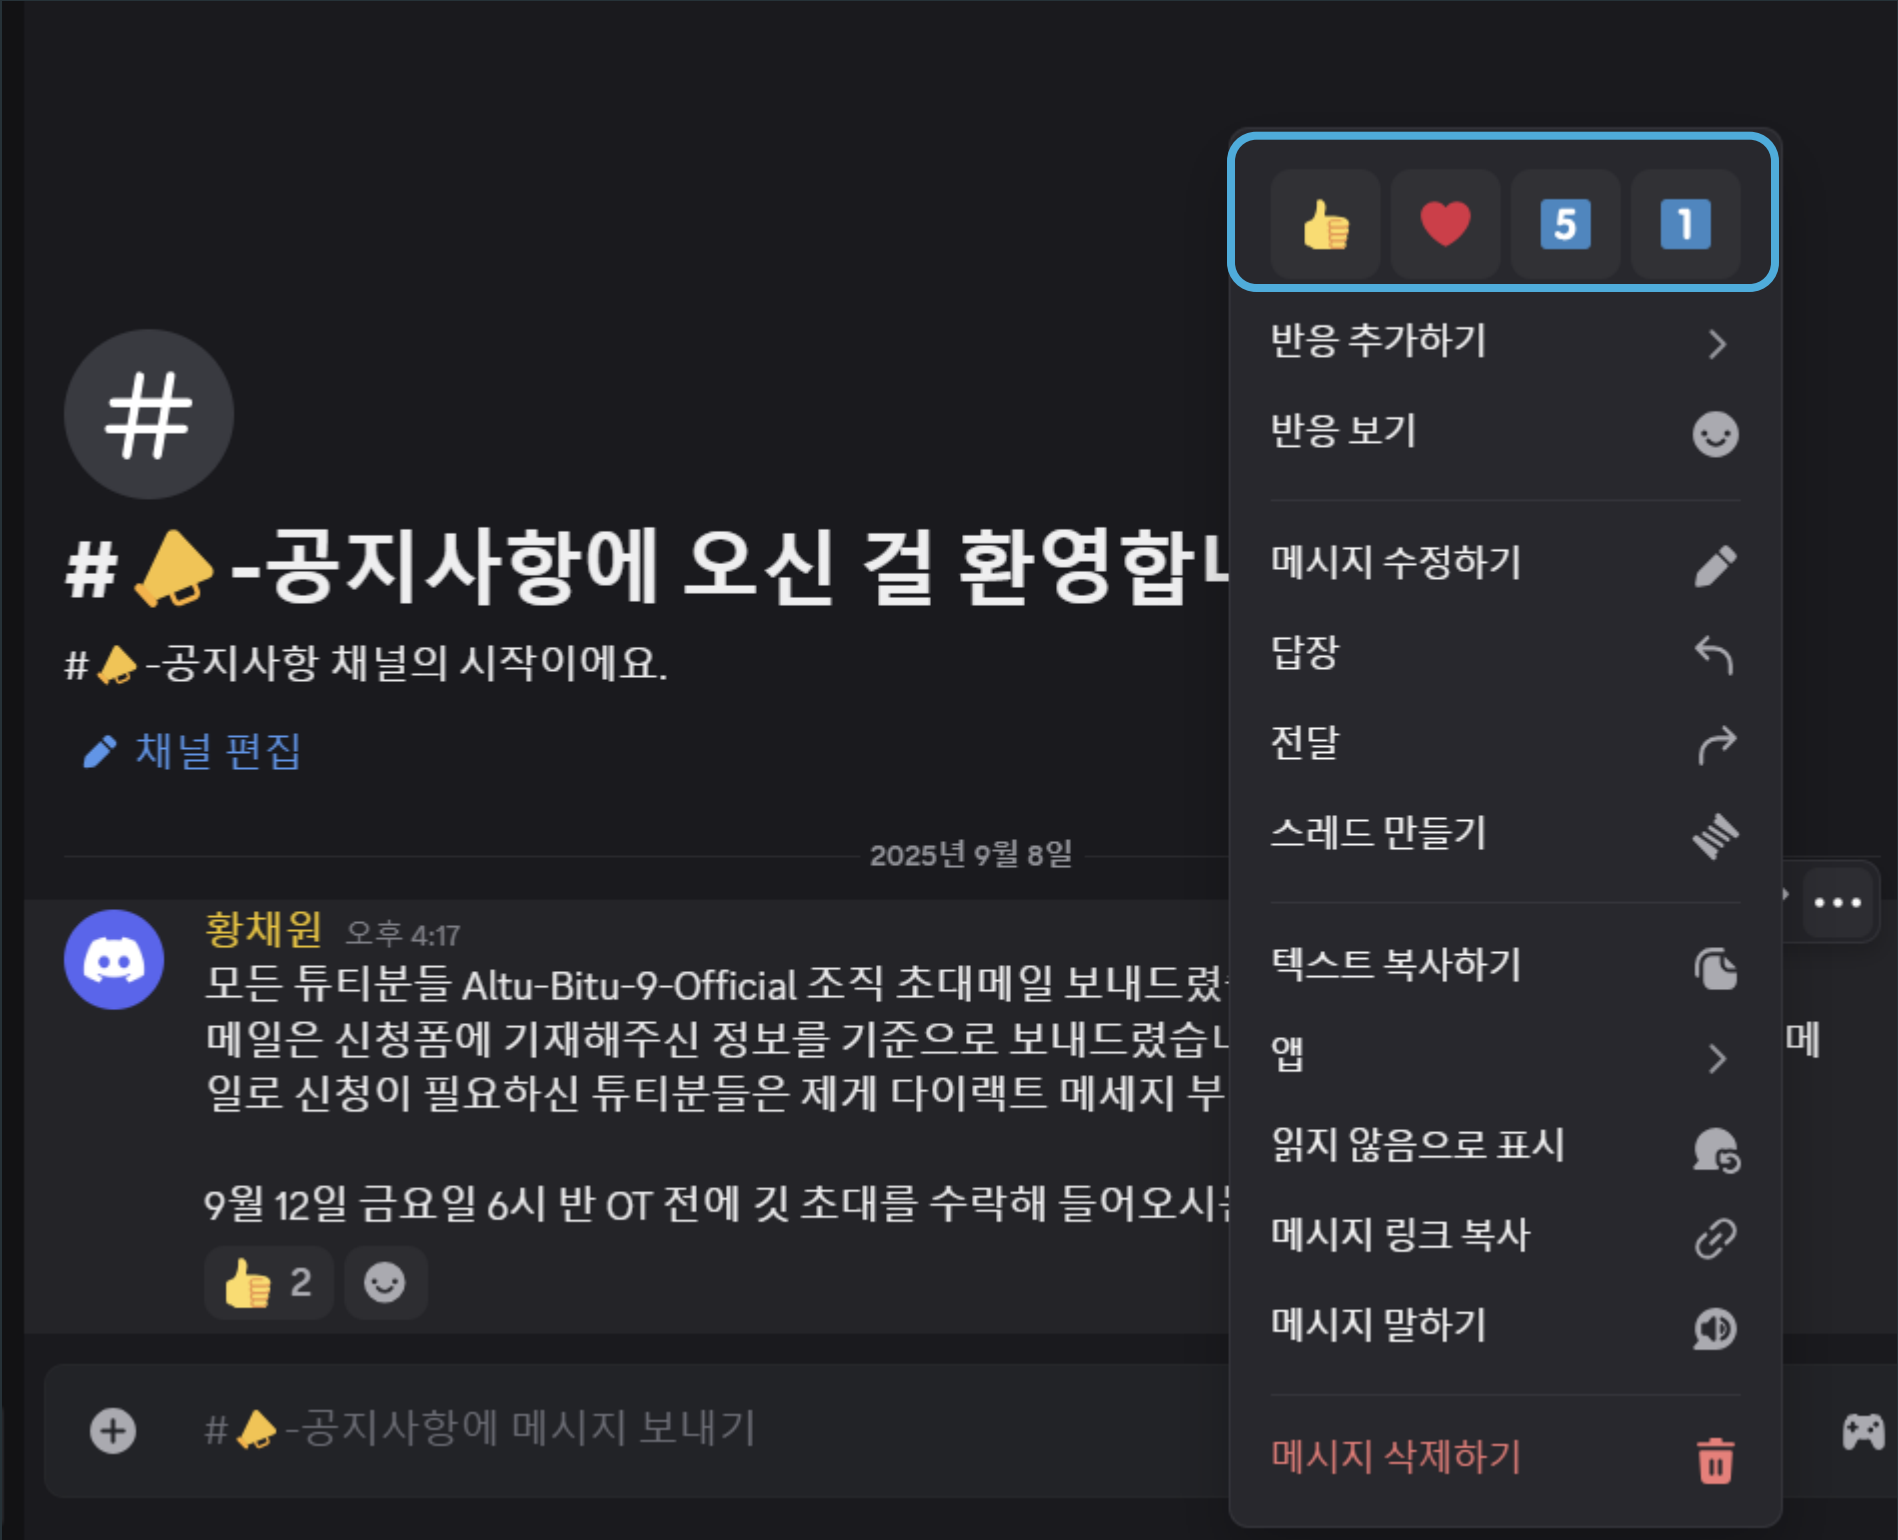 5
1
반응 추가하기
반응 보기
메시지 수정하기
답장
전달
스레드 만들기
텍스트 복사하기
앱
읽지 않음으로 표시
메시지 링크 복사
메시지 말하기
메시지 삭제하기
#
# -공지사항에 오신 걸 환영합
# -공지사항 채널의 시작이에요.
채널 편집
2025년 9월 8일
황채원 오후 4:17
모든 튜티분들 Altu-Bitu-9-Official 조직 초대메일 보내드렸
메일은 신청폼에 기재해주신 정보를 기준으로 보내드렸습 메
일로 신청이 필요하신 튜티분들은 제게 다이랙트 메세지 부
9월 12일 금요일 6시 반 OT 전에 깃 초대를 수락해 들어오시
2
# -공지사항에 메시지 보내기